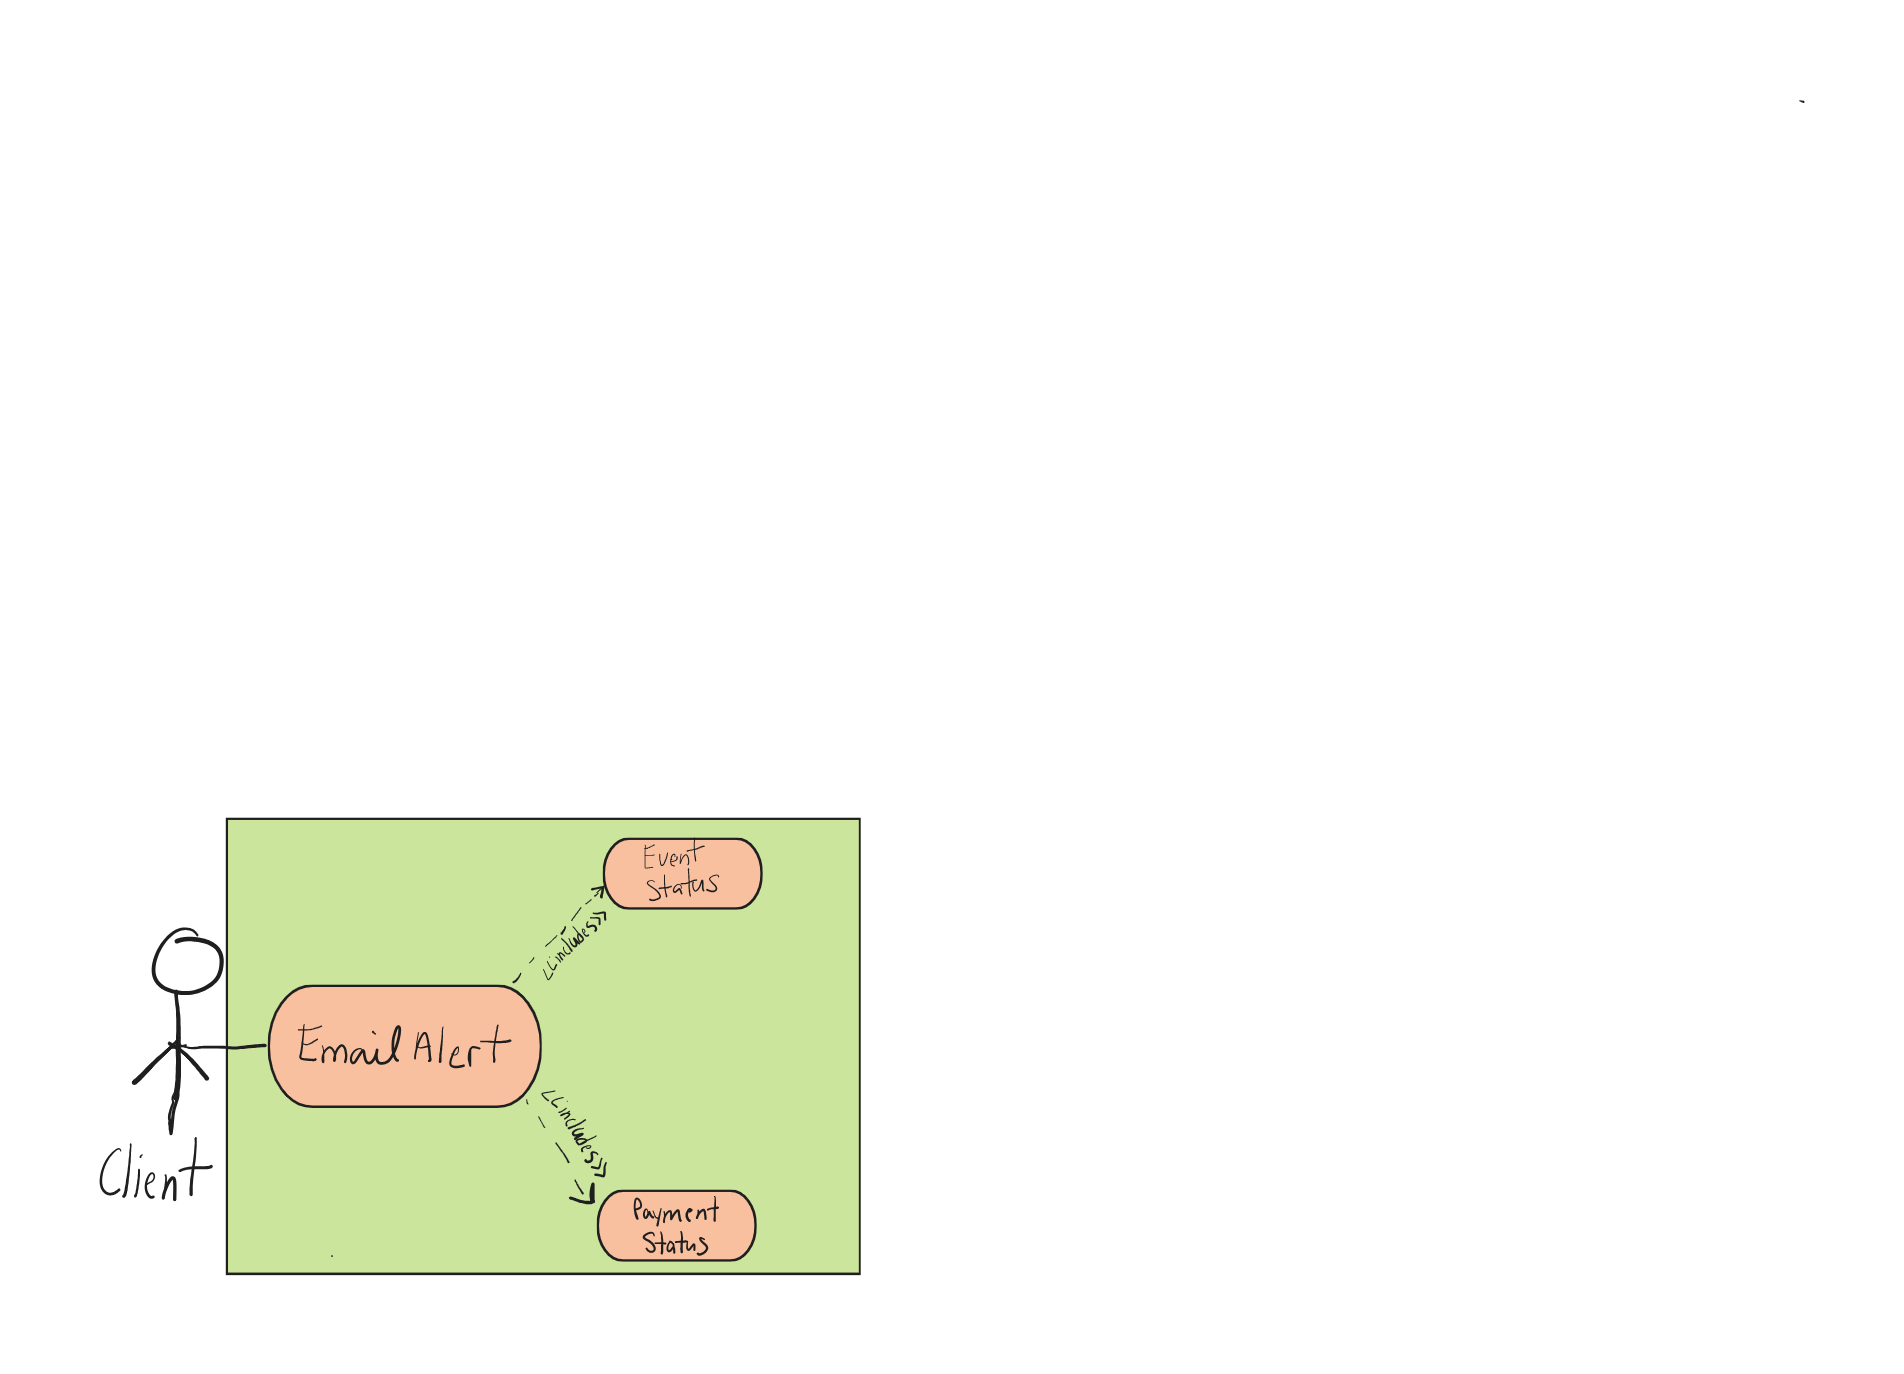 Event
Status
<<includes>>
Email Alert
<<includes>>
Client
Payment
Status